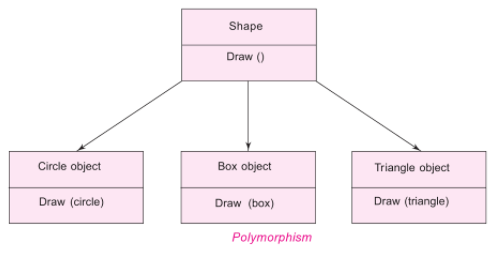 Shape
Draw ()
Circle object
Box object
Triangle object
Draw (circle)
Draw (box)
Draw (triangle)
Polymorphism